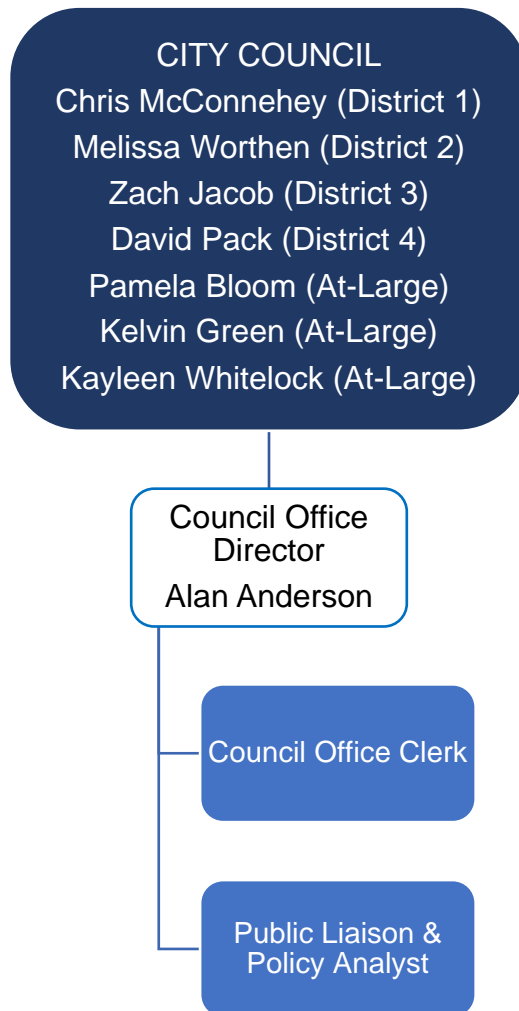 CITY COUNCIL
Chris McConnehey (District 1)
Melissa Worthen (District 2)
Zach Jacob (District 3)
David Pack (District 4)
Pamela Bloom (At-Large)
Kelvin Green (At-Large)
Kayleen Whitelock (At-Large)
Council Office
Director
Alan Anderson
Council Office Clerk
Public Liaison &
Policy Analyst